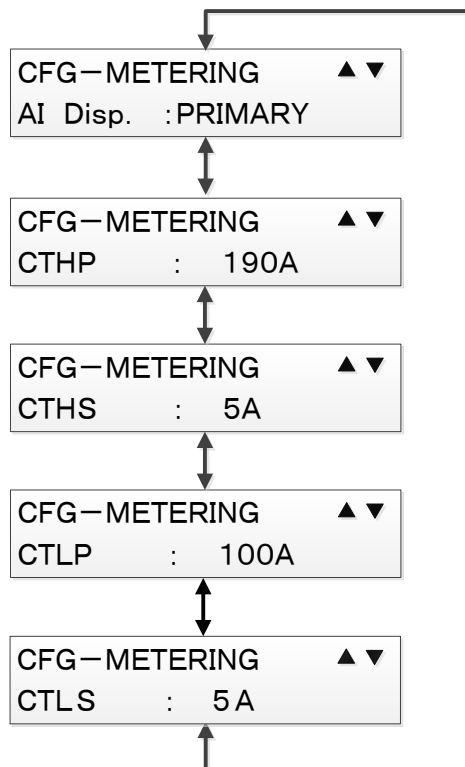 CFG-METERING ▲ ▼
AI Disp. :PRIMARY
CFG-METERING ▲ ▼
CTHP : 190A
CFG-METERING ▲ ▼
CTHS : 5A
CFG-METERING ▲ ▼
CTLP : 100A
CFG-METERING ▲ ▼
CTLS : 5A